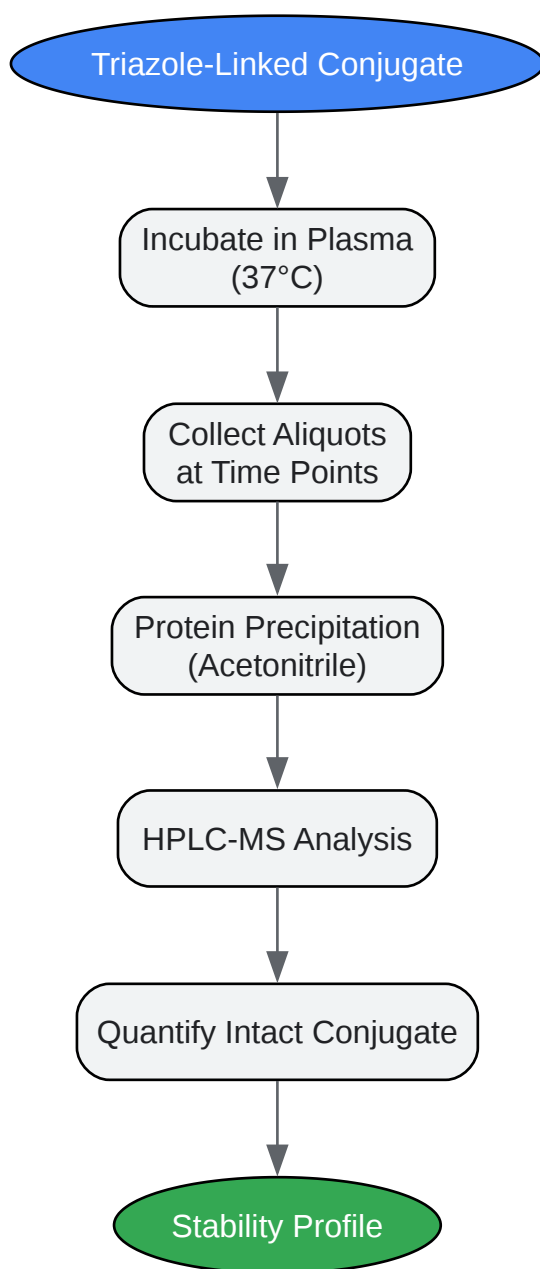 Triazole-Linked Conjugate
Incubate in Plasma
(37°C)
Collect Aliquots
at Time Points
Protein Precipitation
(Acetonitrile)
HPLC-MS Analysis
Quantify Intact Conjugate
Stability Profile